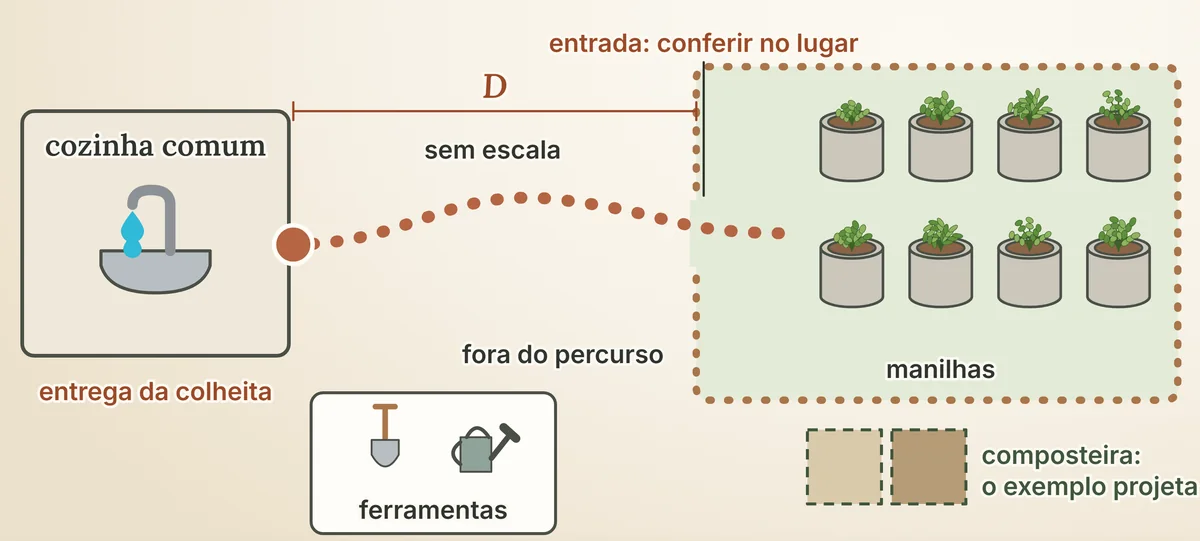 entrada: conferir no lugar
D
cozinha comum
sem escala
fora do percurso
manilhas
entrega da colheita
composteira:
o exemplo projeta
ferramentas